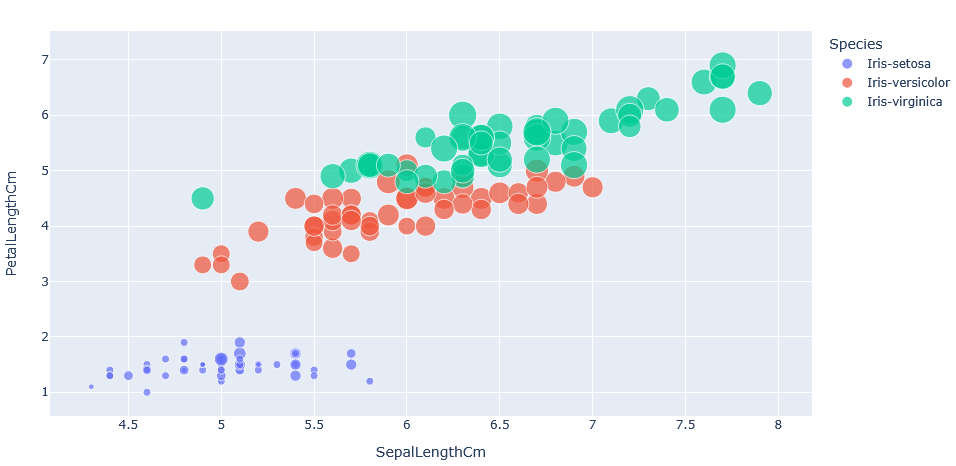 Species
Iris-setosa
Iris-versicolor
Iris-virginica
PetalLengthCm
7
6
5
4
3
2
1
4.5 5 5.5 6 6.5 7 7.5 8
SepalLengthCm